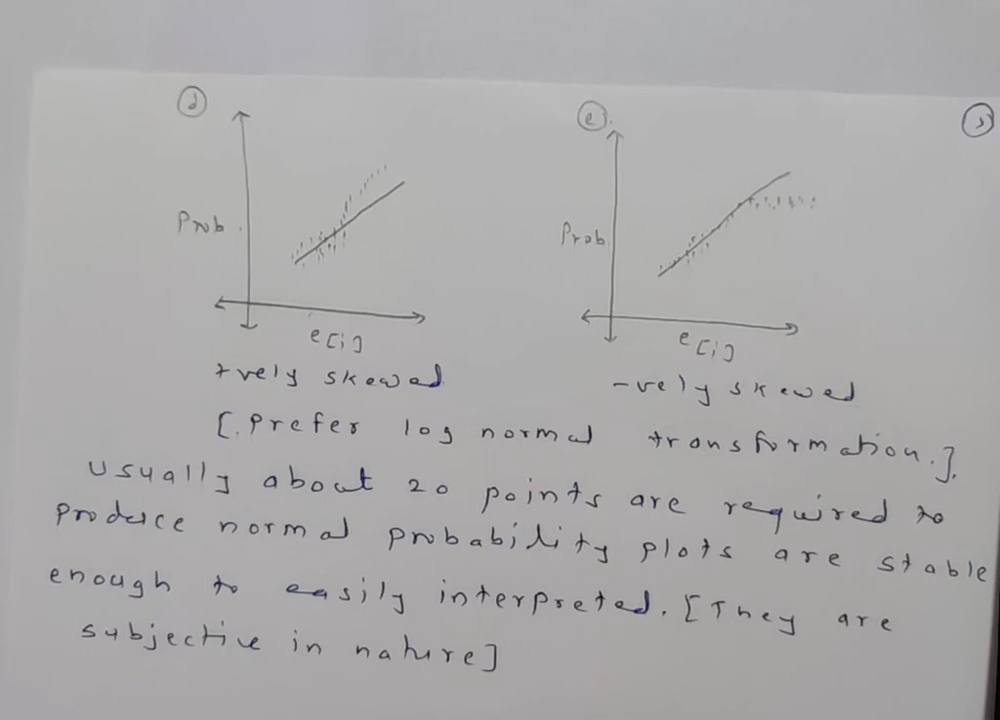 d
e
5
Prob.
Prob.
e[i]
e[i]
+vely skewed
-vely skewed
[. Prefer log normal transformation.].
Usually about 20 points are required to
produce normal probability plots are stable
enough to easily interpreted. [They are
subjective in nature]